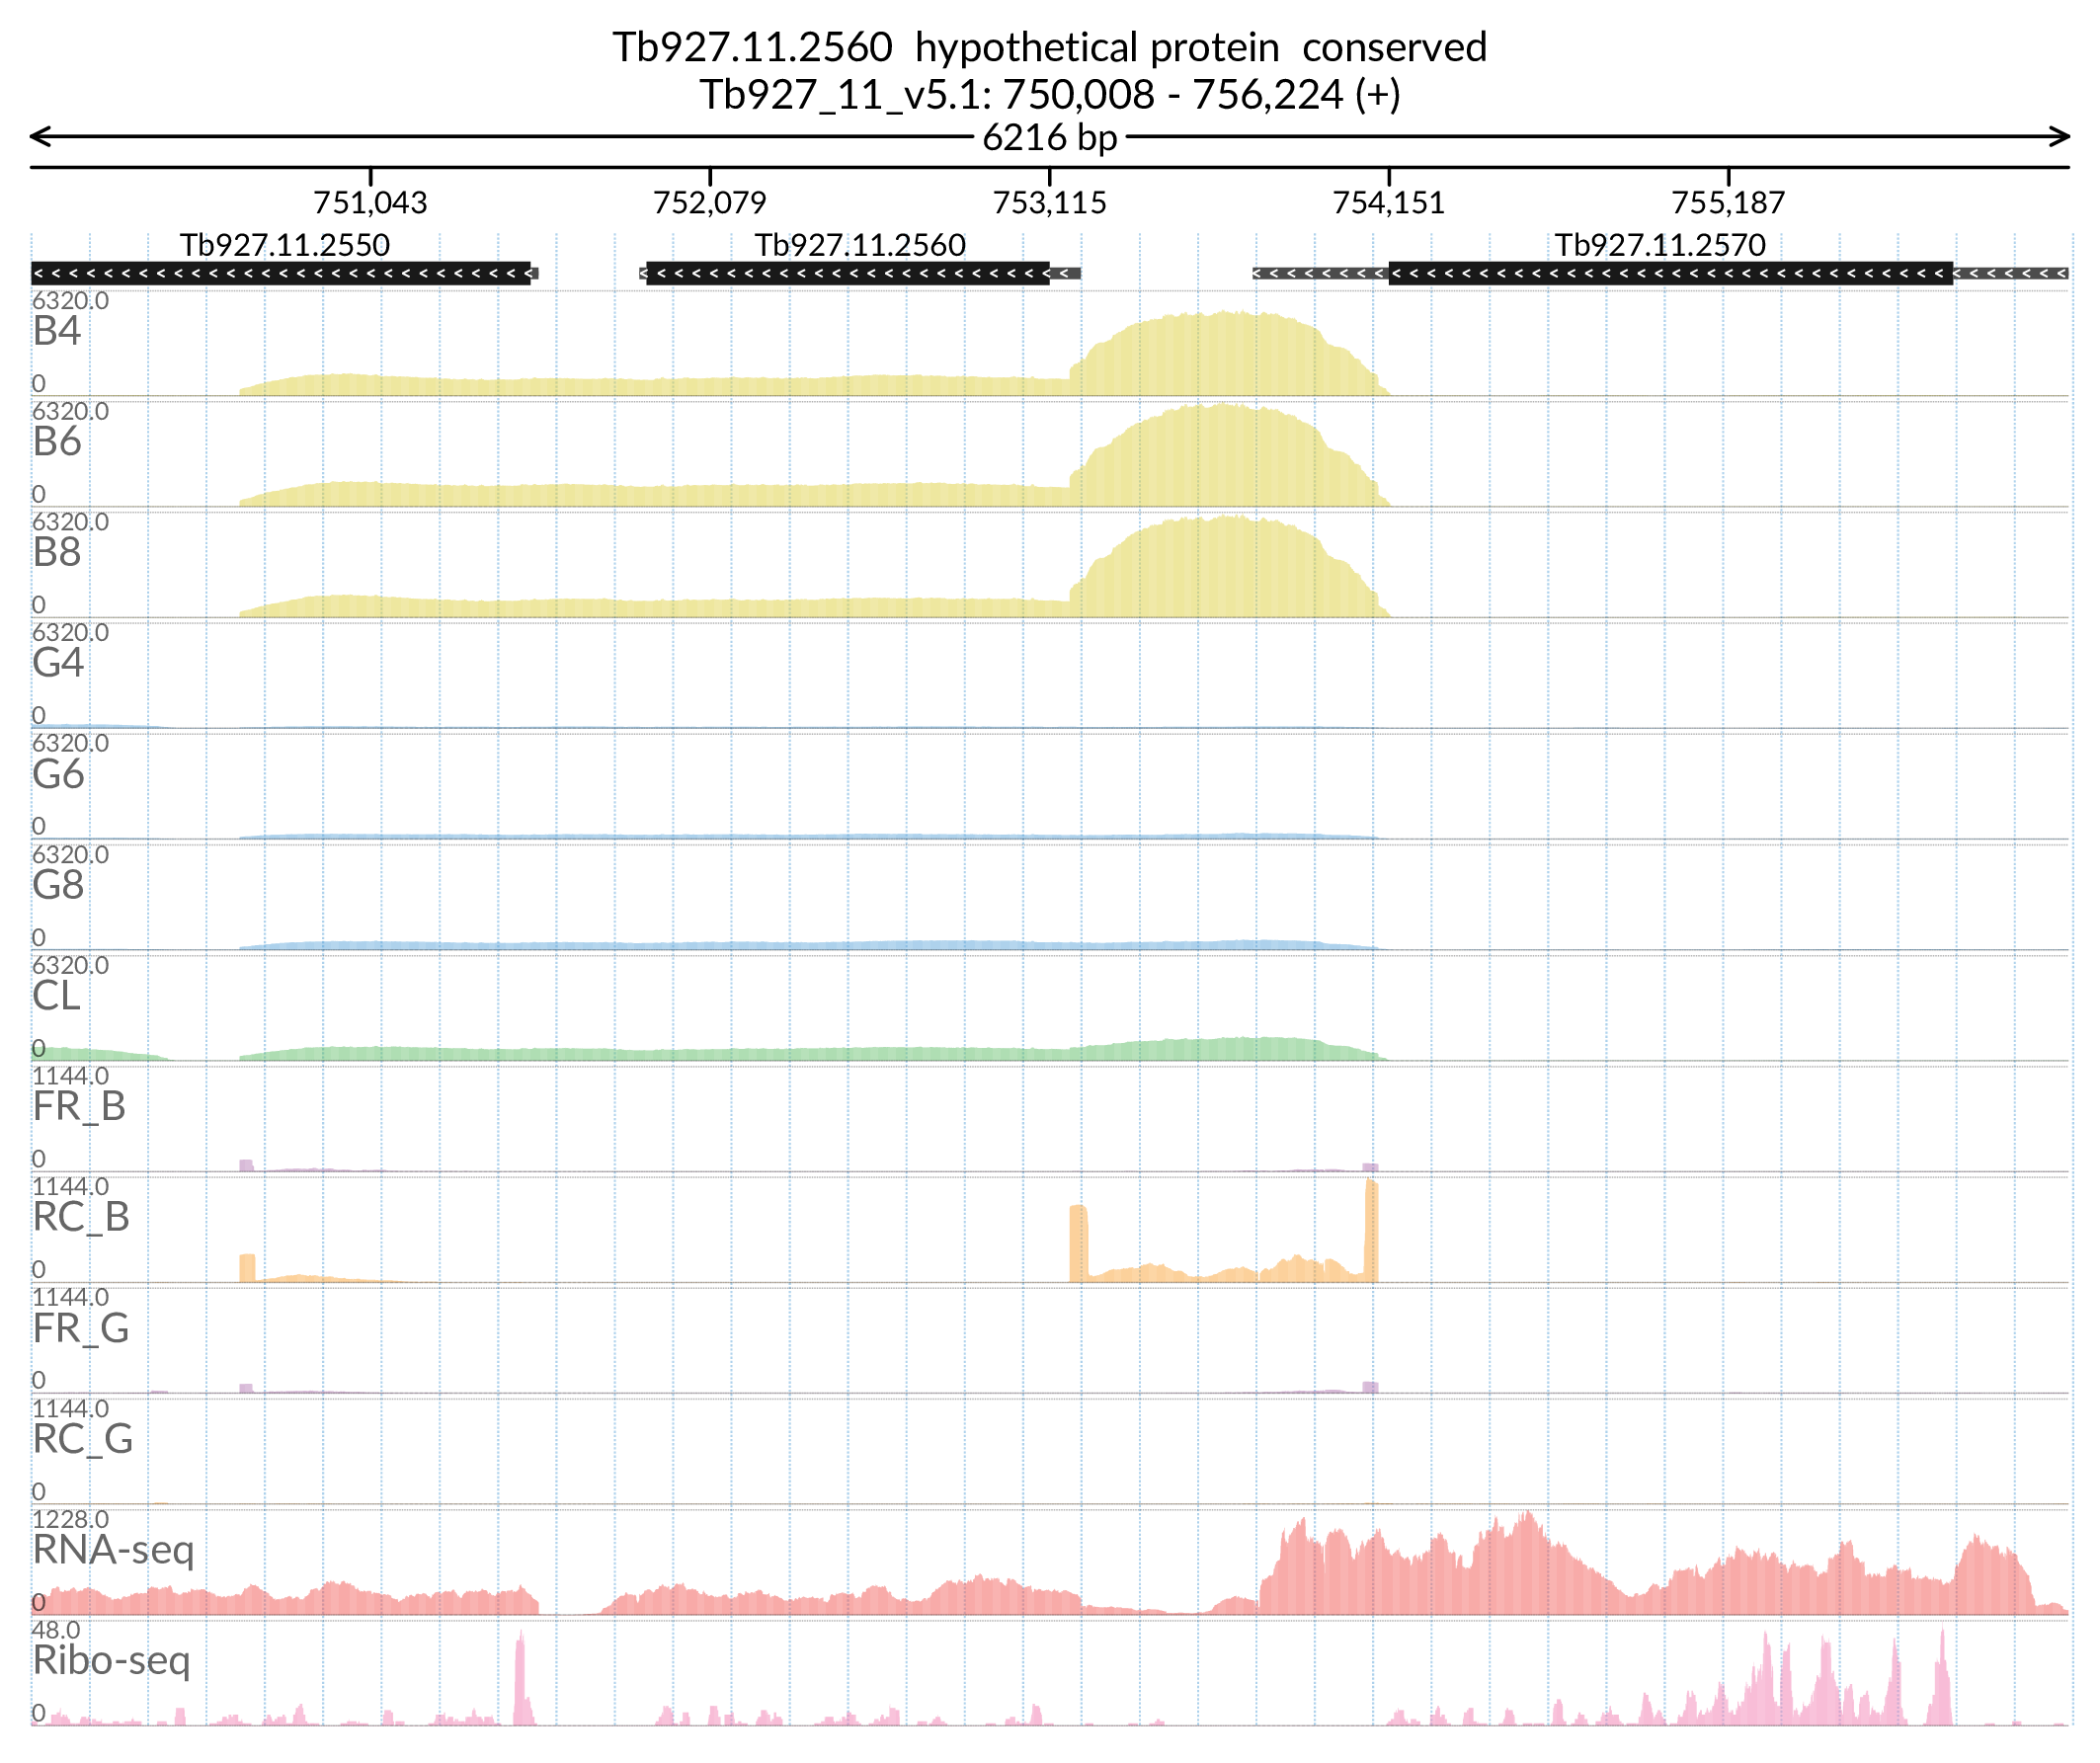 Tb927.11.2560  hypothetical protein  conserved
Tb927_11_v5.1: 750,008 - 756,224 (+)
6216 bp
751,043 752,079 753,115 754,151 755,187
Tb927.11.2550 Tb927.11.2560 Tb927.11.2570
6320.0
B4
0
6320.0
B6
0
6320.0
B8
0
6320.0
G4
0
6320.0
G6
0
6320.0
G8
0
6320.0
CL
0
1144.0
FR_B
0
1144.0
RC_B
0
1144.0
FR_G
0
1144.0
RC_G
0
1228.0
RNA-seq
0
48.0
Ribo-seq
0